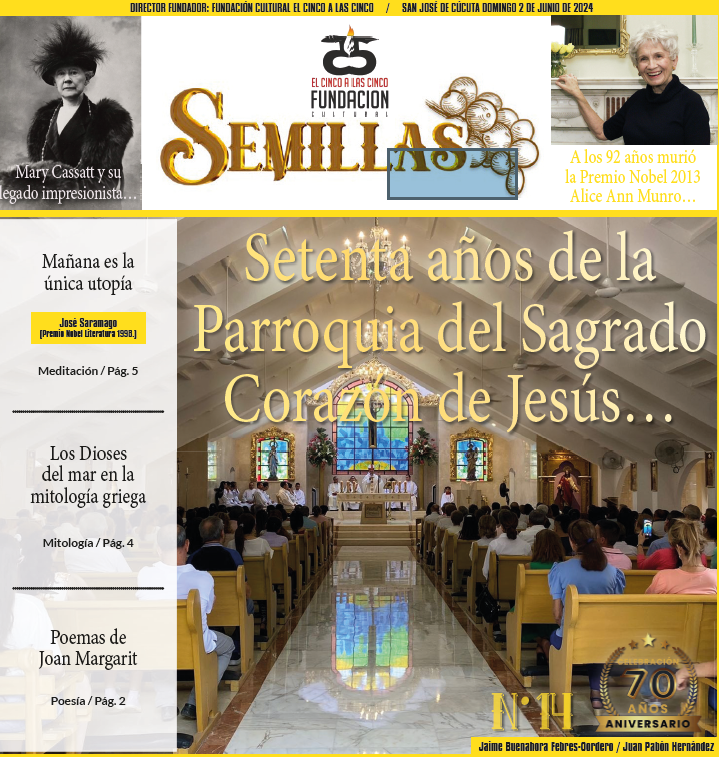 DIRECTOR FUNDADOR: FUNDACIÓN CULTURAL EL CINCO A LAS CINCO / SAN JOSÉ DE CÚCUTA DOMINGO 2 DE JUNIO DE 2024
EL CINCO A LAS CINCO
FUNDACION
CULTURAL
SEMILLAS
Mary Cassatt y su
legado impresionista…
A los 92 años murió
la Premio Nobel 2013
Alice Ann Munro…
Setenta años de la
Parroquia del Sagrado
Corazón de Jesús…
Mañana es la
única utopía
José Saramago
(Premio Nobel Literatura 1998.)
Meditación / Pág. 5
Los Dioses
del mar en la
mitología griega
Mitología / Pág. 4
Poemas de
Joan Margarit
Poesía / Pág. 2
N° 14
CELEBRACIÓN
70
AÑOS
ANIVERSARIO
Jaime Buenahora Febres-Cordero / Juan Pabón Hernández